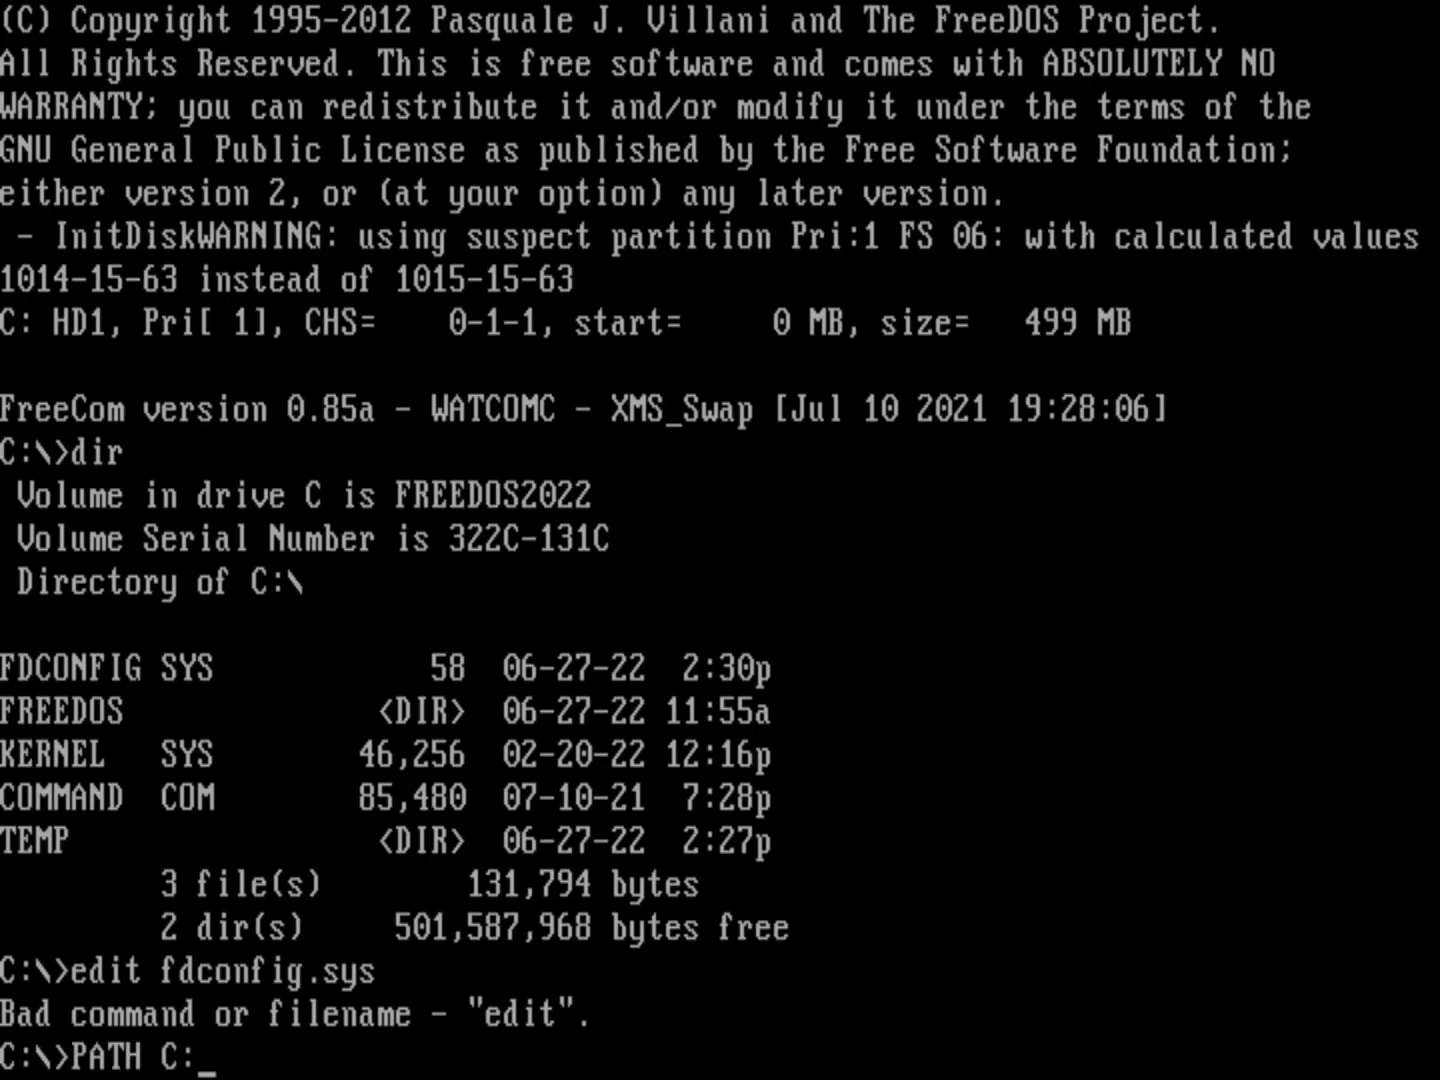 (C) Copyright 1995-2012 Pasquale J. Villani and The FreeDOS Project.
All Rights Reserved. This is free software and comes with ABSOLUTELY NO
WARRANTY; you can redistribute it and/or modify it under the terms of the
GNU General Public License as published by the Free Software Foundation;
either version 2, or (at your option) any later version.
 - InitDiskWARNING: using suspect partition Pri:1 FS 06: with calculated values
1014-15-63 instead of 1015-15-63
C: HD1, Pri[ 1], CHS=    0-1-1, start=     0 MB, size=   499 MB
FreeCom version 0.85a - WATCOMC - XMS_Swap [Jul 10 2021 19:28:06]
C:\>dir
 Volume in drive C is FREEDOS2022
 Volume Serial Number is 322C-131C
 Directory of C:\
FDCONFIG SYS            58  06-27-22  2:30p
FREEDOS              <DIR>  06-27-22 11:55a
KERNEL   SYS        46,256  02-20-22 12:16p
COMMAND  COM        85,480  07-10-21  7:28p
TEMP                 <DIR>  06-27-22  2:27p
         3 file(s)        131,794 bytes
         2 dir(s)     501,587,968 bytes free
C:\>edit fdconfig.sys
Bad command or filename - "edit".
C:\>PATH C:_